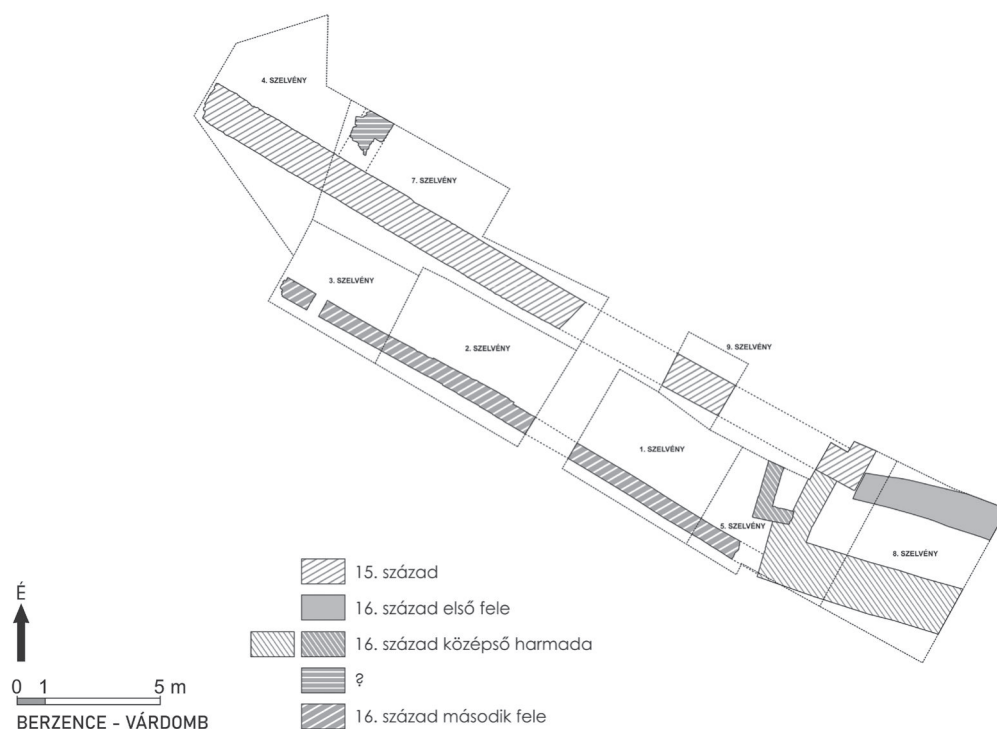 4. SZELVÉNY
7. SZELVÉNY
3. SZELVÉNY
2. SZELVÉNY
9. SZELVÉNY
1. SZELVÉNY
5. SZELVÉNY
8. SZELVÉNY
15. század
16. század első fele
16. század középső harmada
?
16. század második fele
É
0 1 5 m
BERZENCE - VÁRDOMB